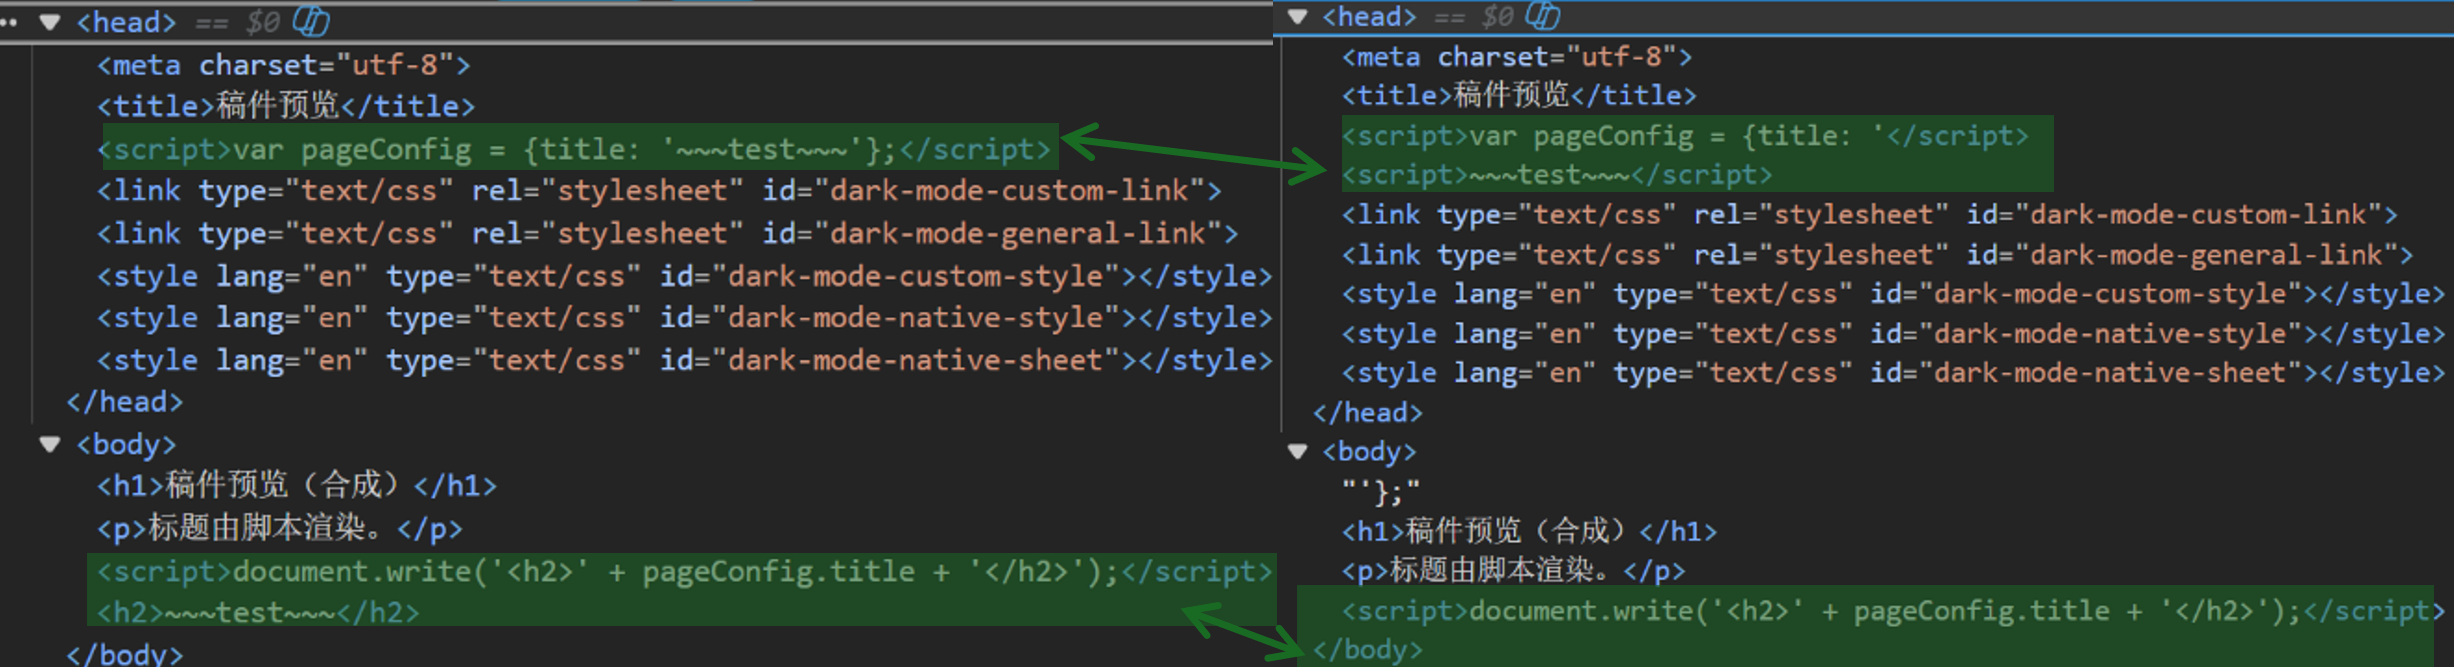 <head> == $0
<meta charset="utf-8">
<title>稿件预览</title>
<script>var pageConfig = {title: '~~~test~~~'};</script>
<link type="text/css" rel="stylesheet" id="dark-mode-custom-link">
<link type="text/css" rel="stylesheet" id="dark-mode-general-link">
<style lang="en" type="text/css" id="dark-mode-custom-style"></style>
<style lang="en" type="text/css" id="dark-mode-native-style"></style>
<style lang="en" type="text/css" id="dark-mode-native-sheet"></style>
</head>
<body>
<h1>稿件预览（合成）</h1>
<p>标题由脚本渲染。</p>
<script>document.write('<h2>' + pageConfig.title + '</h2>');</script>
<h2>~~~test~~~</h2>
</body>
<head> == $0
<meta charset="utf-8">
<title>稿件预览</title>
<script>var pageConfig = {title: '</script>
<script>~~~test~~~</script>
<link type="text/css" rel="stylesheet" id="dark-mode-custom-link">
<link type="text/css" rel="stylesheet" id="dark-mode-general-link">
<style lang="en" type="text/css" id="dark-mode-custom-style"></style>
<style lang="en" type="text/css" id="dark-mode-native-style"></style>
<style lang="en" type="text/css" id="dark-mode-native-sheet"></style>
</head>
<body>
"'};"
<h1>稿件预览（合成）</h1>
<p>标题由脚本渲染。</p>
<script>document.write('<h2>' + pageConfig.title + '</h2>');</script>
</body>